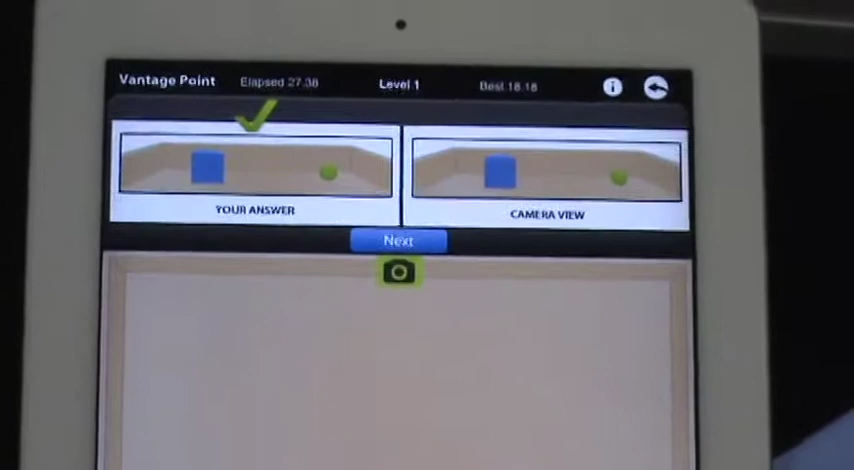 Vantage Point Elapsed 27.38 Level 1 Best 18.18
YOUR ANSWER CAMERA VIEW
Next